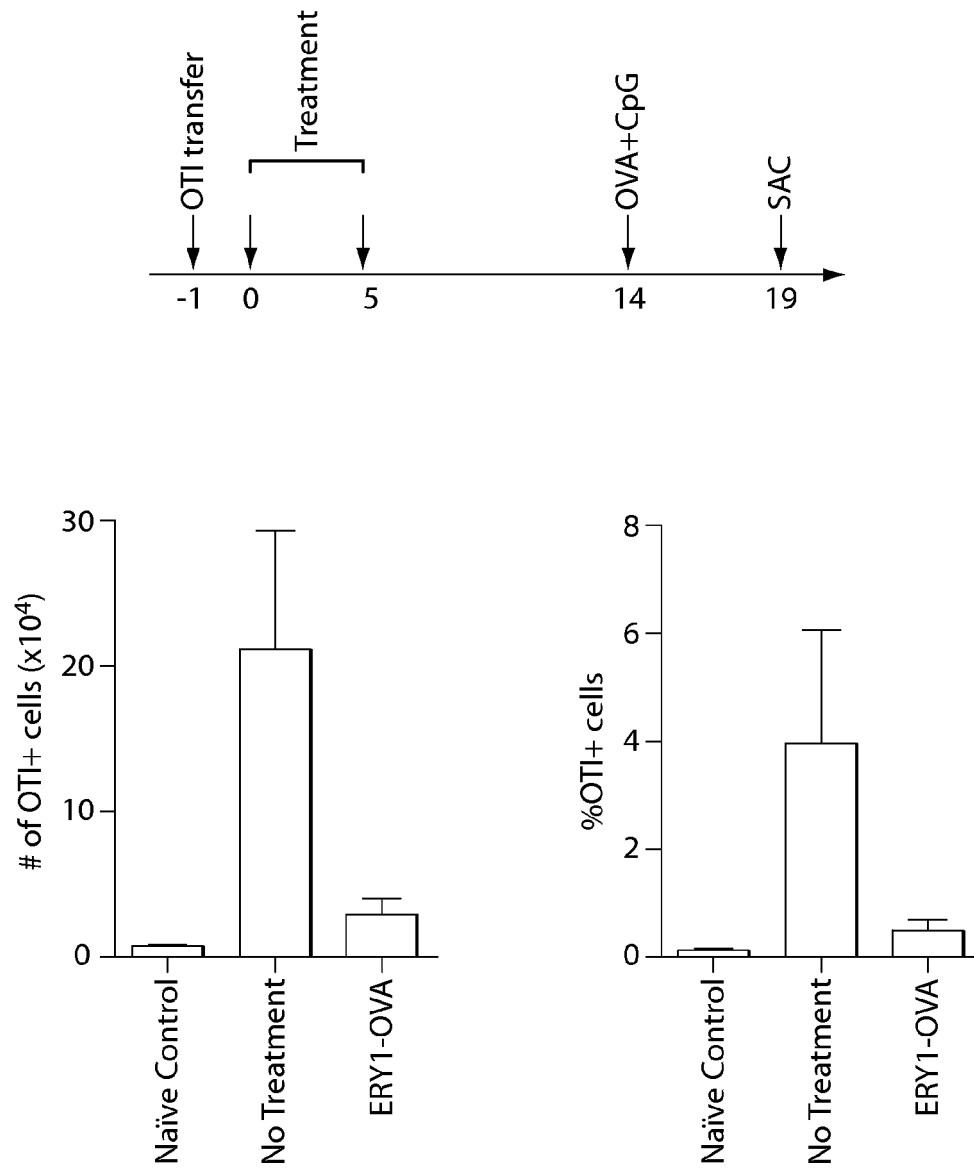 OTI transfer
Treatment
OVA+CpG
SAC
-1 0 5 14 19
# of OTI+ cells (x10⁴)
30
20
10
0
Naïve Control
No Treatment
ERY1-OVA
%OTI+ cells
8
6
4
2
0
Naïve Control
No Treatment
ERY1-OVA